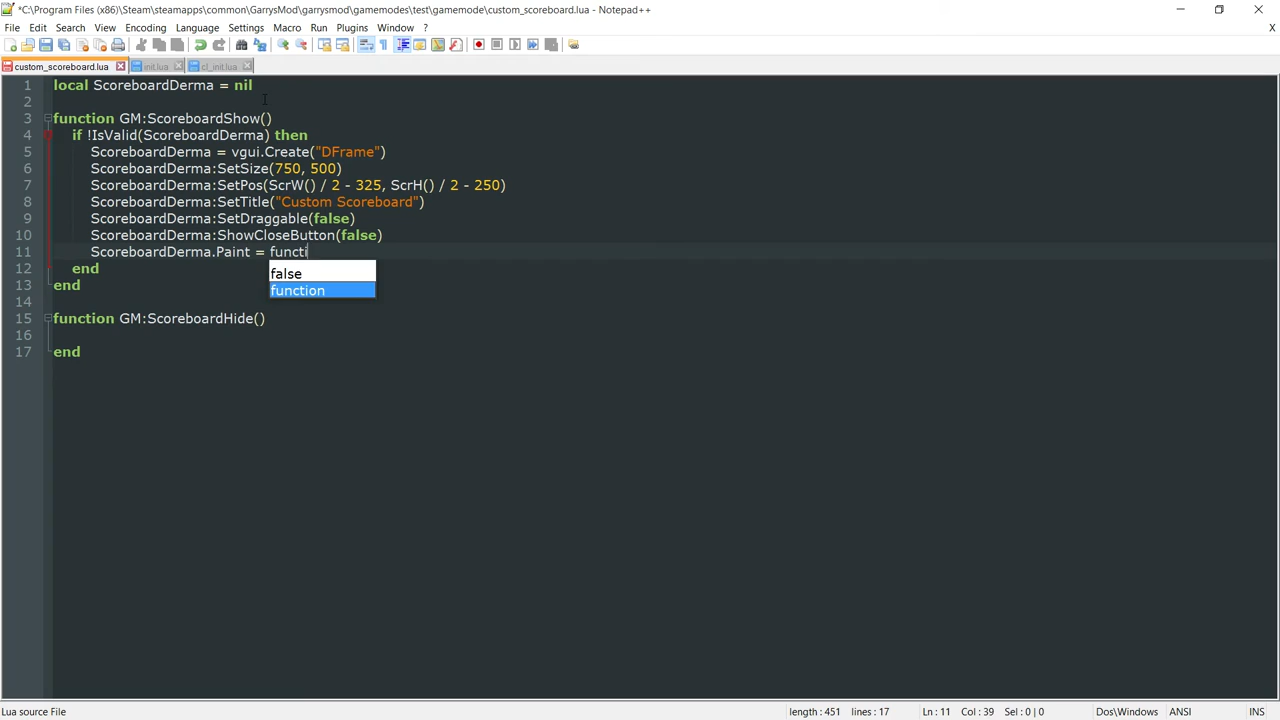 *C:\Program Files (x86)\Steam\steamapps\common\GarrysMod\garrysmod\gamemodes\test\gamemode\custom_scoreboard.lua - Notepad++
File Edit Search View Encoding Language Settings Macro Run Plugins Window ?
X
custom_scoreboard.lua init.lua cl_init.lua
1 local ScoreboardDerma = nil
2
3 function GM:ScoreboardShow()
4 if !IsValid(ScoreboardDerma) then
5 ScoreboardDerma = vgui.Create("DFrame")
6 ScoreboardDerma:SetSize(750, 500)
7 ScoreboardDerma:SetPos(ScrW() / 2 - 325, ScrH() / 2 - 250)
8 ScoreboardDerma:SetTitle("Custom Scoreboard")
9 ScoreboardDerma:SetDraggable(false)
10 ScoreboardDerma:ShowCloseButton(false)
11 ScoreboardDerma.Paint = functi
12 end
false
13 end
function
14
15 function GM:ScoreboardHide()
16
17 end
Lua source File length : 451 lines : 17 Ln : 11 Col : 39 Sel : 0 | 0 Dos\Windows ANSI INS